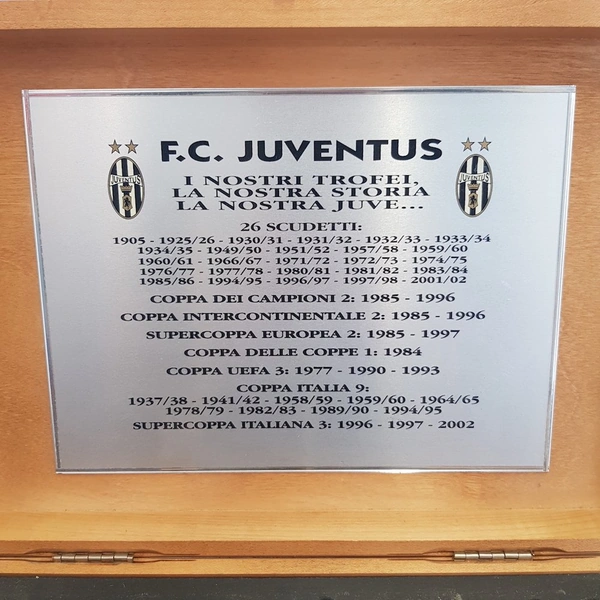 F.C. JUVENTUS
JUVENTUS
JUVENTUS
I NOSTRI TROFEI,
LA NOSTRA STORIA
LA NOSTRA JUVE...
26 SCUDETTI:
1905 - 1925/26 - 1930/31 - 1931/32 - 1932/33 - 1933/34
1934/35 - 1949/50 - 1951/52 - 1957/58 - 1959/60
1960/61 - 1966/67 - 1971/72 - 1972/73 - 1974/75
1976/77 - 1977/78 - 1980/81 - 1981/82 - 1983/84
1985/86 - 1994/95 - 1996/97 - 1997/98 - 2001/02
COPPA DEI CAMPIONI 2: 1985 - 1996
COPPA INTERCONTINENTALE 2: 1985 - 1996
SUPERCOPPA EUROPEA 2: 1985 - 1997
COPPA DELLE COPPE 1: 1984
COPPA UEFA 3: 1977 - 1990 - 1993
COPPA ITALIA 9:
1937/38 - 1941/42 - 1958/59 - 1959/60 - 1964/65
1978/79 - 1982/83 - 1989/90 - 1994/95
SUPERCOPPA ITALIANA 3: 1996 - 1997 - 2002